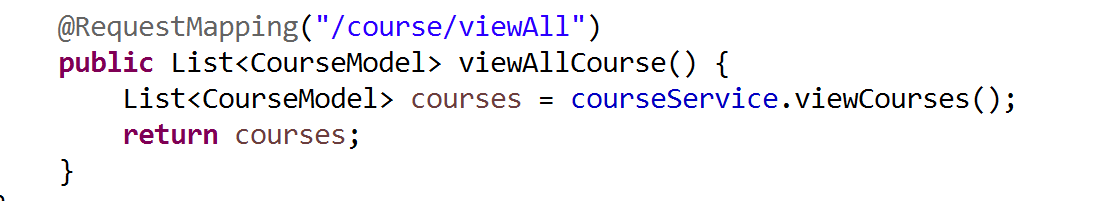 @RequestMapping("/course/viewAll")
public List<CourseModel> viewAllCourse() {
List<CourseModel> courses = courseService.viewCourses();
return courses;
}